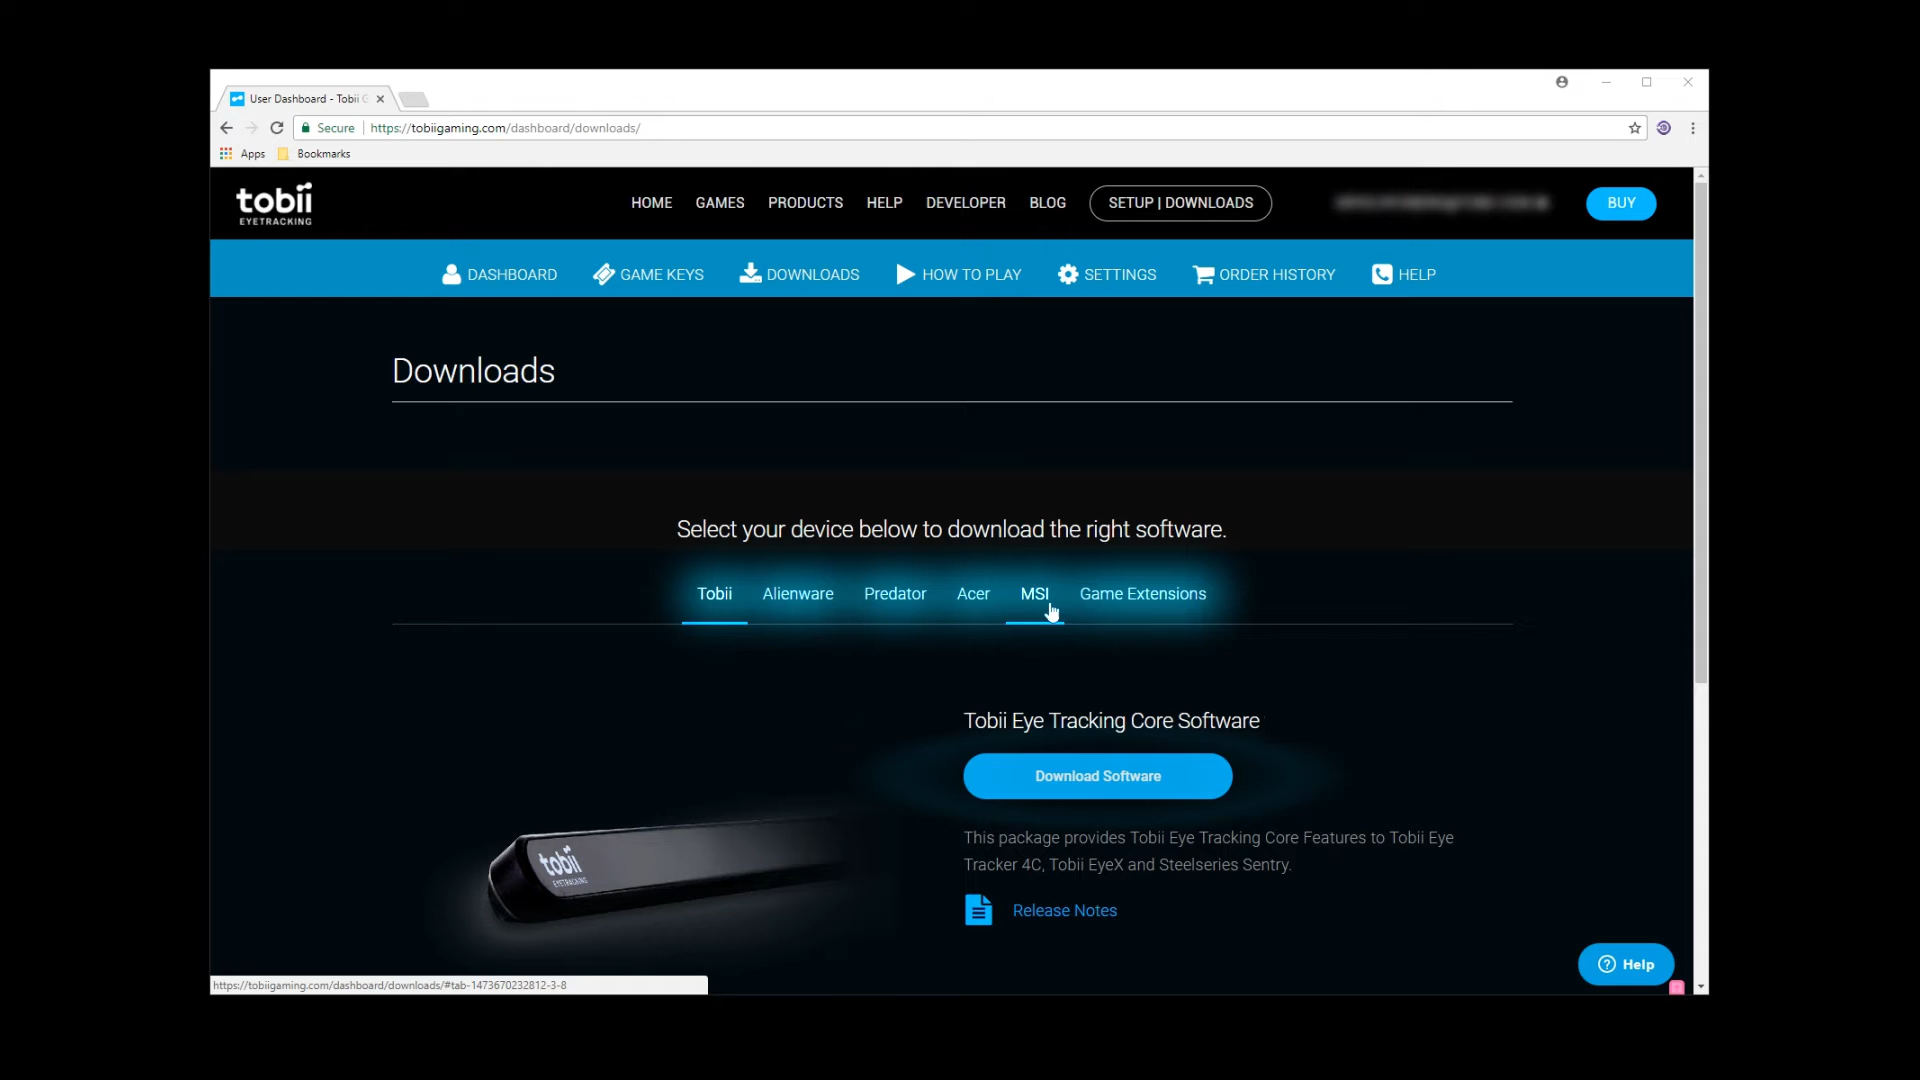 User Dashboard - Tobii G
Secure https://tobiigaming.com/dashboard/downloads/
Apps Bookmarks
tobii
EYETRACKING
HOME GAMES PRODUCTS HELP DEVELOPER BLOG SETUP | DOWNLOADS BUY
DASHBOARD GAME KEYS DOWNLOADS HOW TO PLAY SETTINGS ORDER HISTORY HELP
Downloads
Select your device below to download the right software.
Tobii Alienware Predator Acer MSI Game Extensions
Tobii Eye Tracking Core Software
Download Software
This package provides Tobii Eye Tracking Core Features to Tobii Eye
Tracker 4C, Tobii EyeX and Steelseries Sentry.
tobii
EYETRACKING
Release Notes
Help
https://tobiigaming.com/dashboard/downloads/#tab-1473670232812-3-8